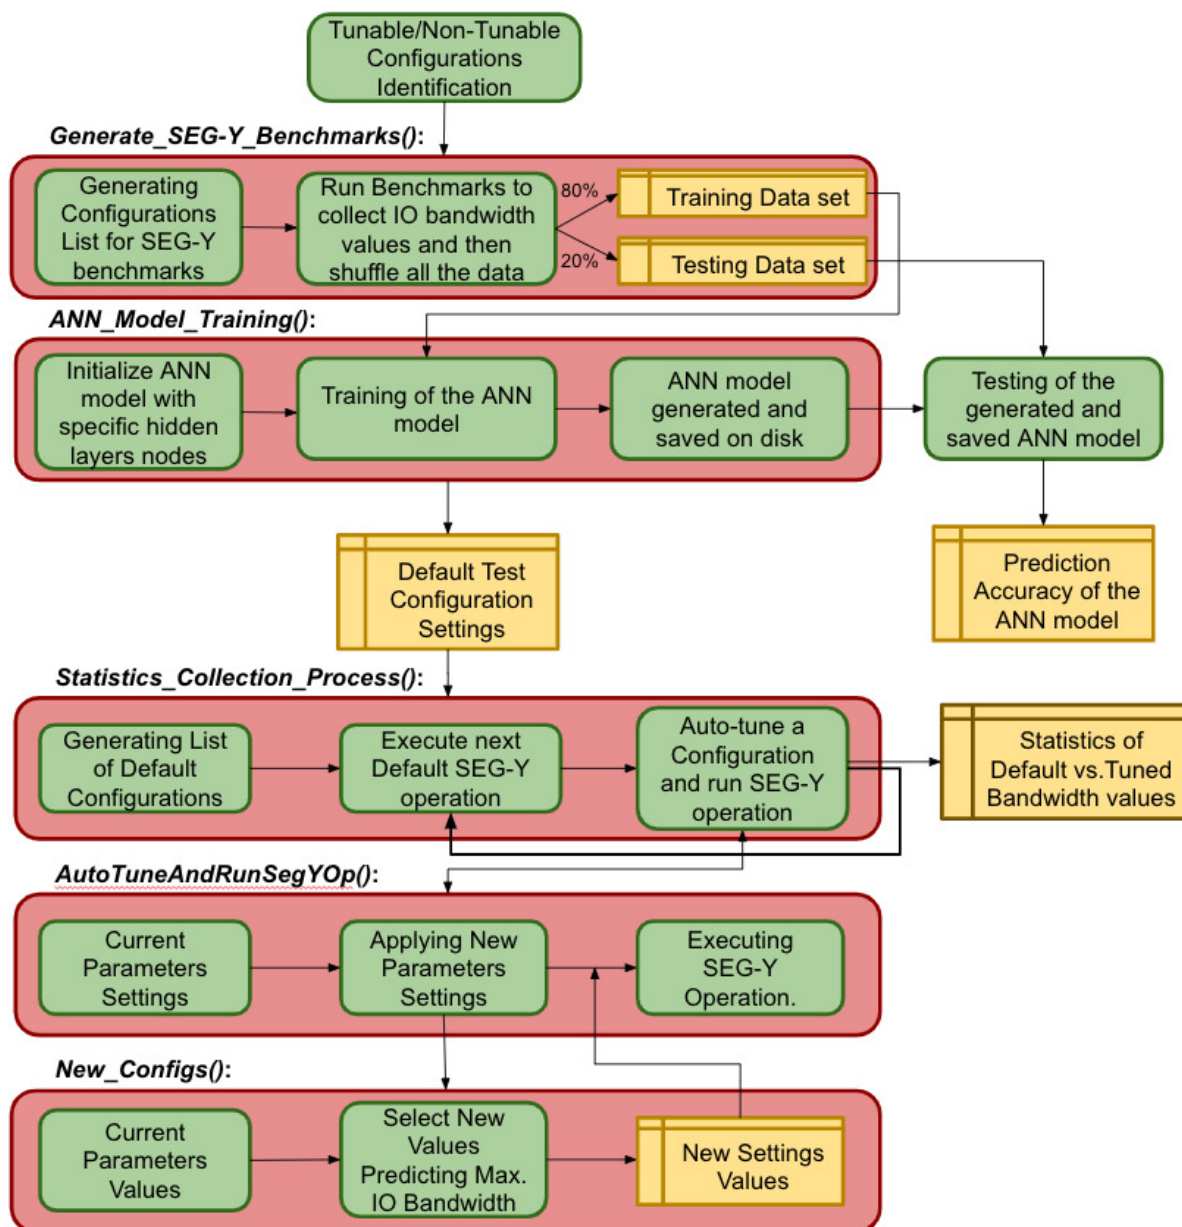 Tunable/Non-Tunable
Configurations
Identification
Generate_SEG-Y_Benchmarks():
Generating
Configurations
List for SEG-Y
benchmarks
Run Benchmarks to
collect IO bandwidth
values and then
shuffle all the data
80%
20%
Training Data set
Testing Data set
ANN_Model_Training():
Initialize ANN
model with
specific hidden
layers nodes
Training of the ANN
model
ANN model
generated and
saved on disk
Testing of the
generated and
saved ANN model
Default Test
Configuration
Settings
Prediction
Accuracy of the
ANN model
Statistics_Collection_Process():
Generating List
of Default
Configurations
Execute next
Default SEG-Y
operation
Auto-tune a
Configuration
and run SEG-Y
operation
Statistics of
Default vs.Tuned
Bandwidth values
AutoTuneAndRunSegYOp():
Current
Parameters
Settings
Applying New
Parameters
Settings
Executing
SEG-Y
Operation.
New_Configs():
Current
Parameters
Values
Select New
Values
Predicting Max.
IO Bandwidth
New Settings
Values